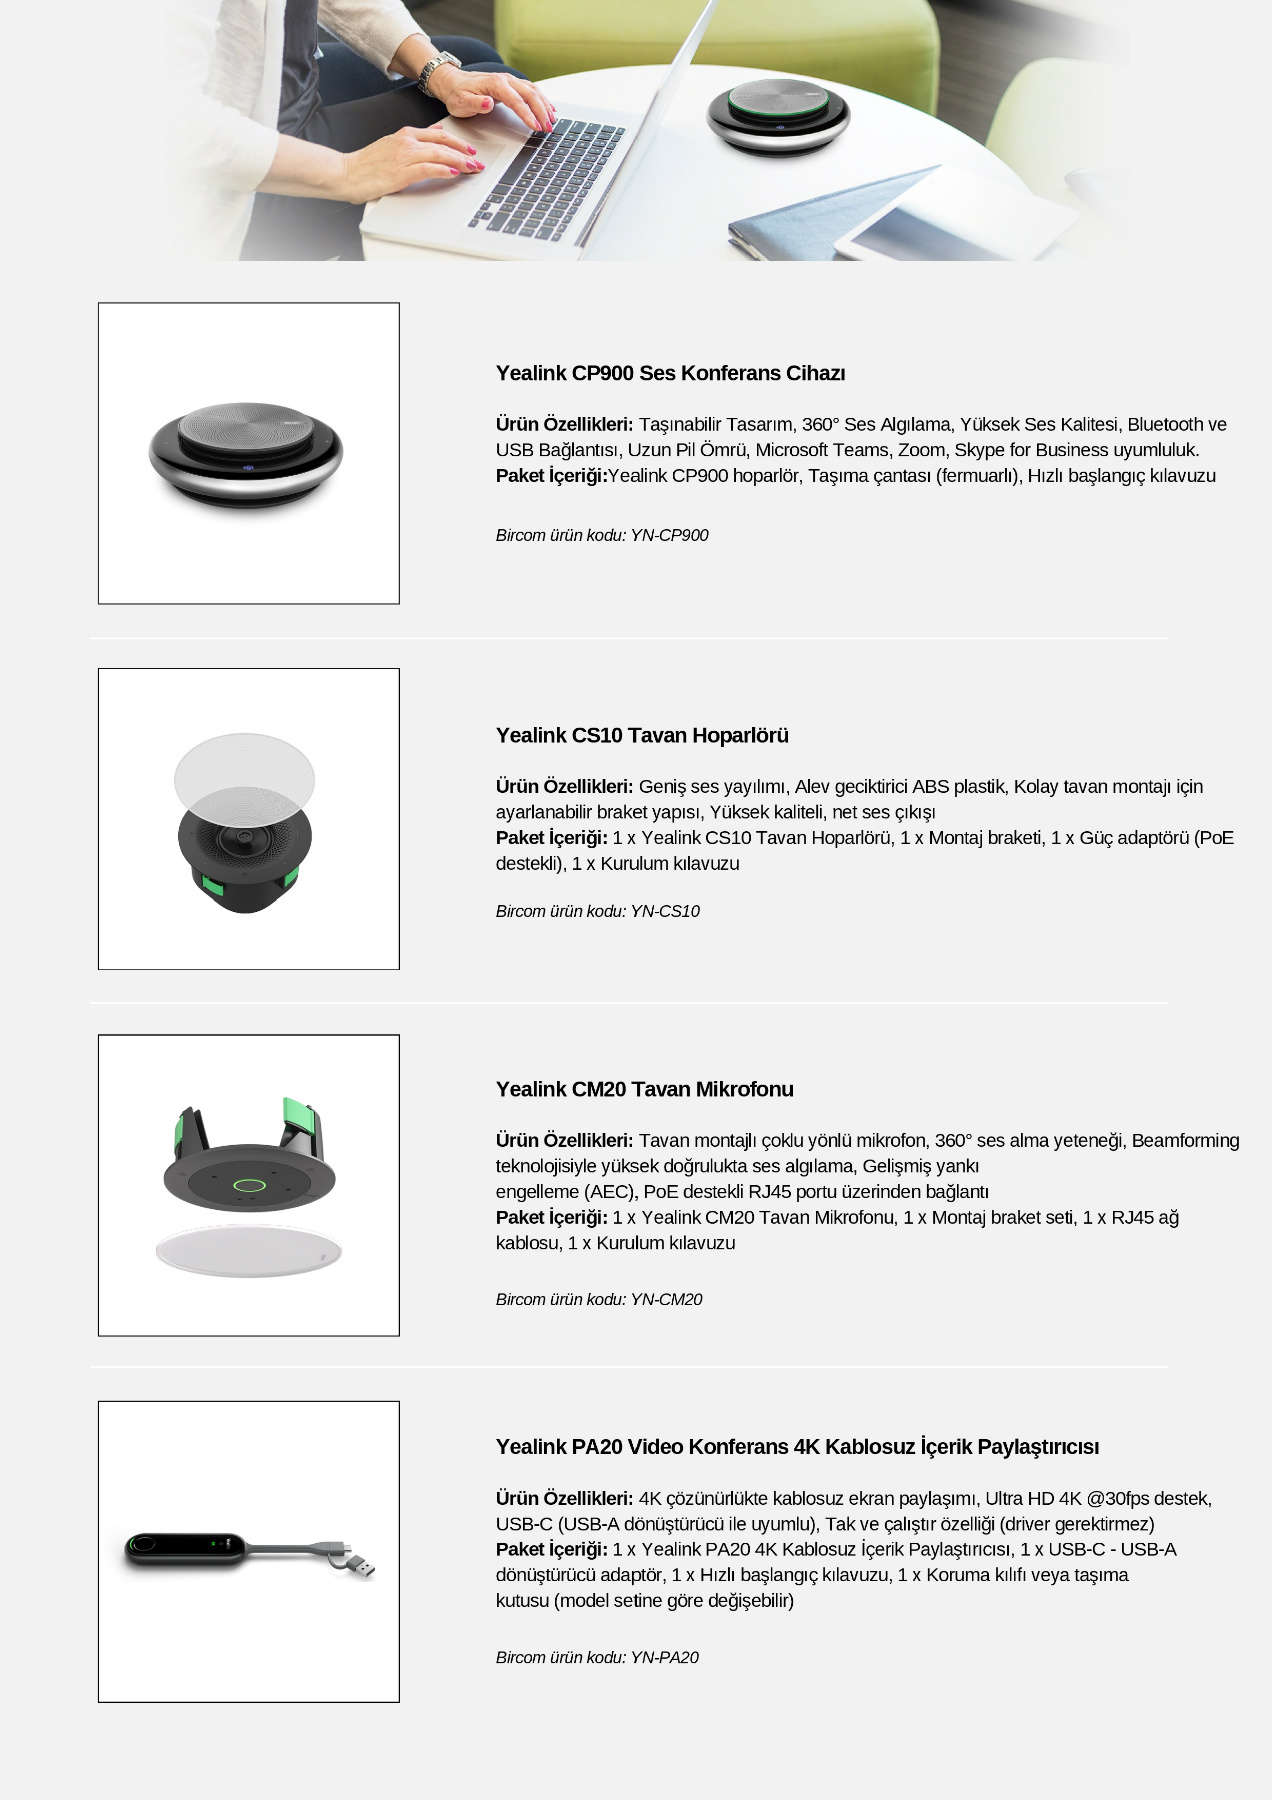 Yealink CP900 Ses Konferans Cihazı
Ürün Özellikleri: Taşınabilir Tasarım, 360° Ses Algılama, Yüksek Ses Kalitesi, Bluetooth ve
USB Bağlantısı, Uzun Pil Ömrü, Microsoft Teams, Zoom, Skype for Business uyumluluk.
Paket İçeriği:Yealink CP900 hoparlör, Taşıma çantası (fermuarlı), Hızlı başlangıç kılavuzu
Bircom ürün kodu: YN-CP900
Yealink CS10 Tavan Hoparlörü
Ürün Özellikleri: Geniş ses yayılımı, Alev geciktirici ABS plastik, Kolay tavan montajı için
ayarlanabilir braket yapısı, Yüksek kaliteli, net ses çıkışı
Paket İçeriği: 1 x Yealink CS10 Tavan Hoparlörü, 1 x Montaj braketi, 1 x Güç adaptörü (PoE
destekli), 1 x Kurulum kılavuzu
Bircom ürün kodu: YN-CS10
Yealink CM20 Tavan Mikrofonu
Ürün Özellikleri: Tavan montajlı çoklu yönlü mikrofon, 360° ses alma yeteneği, Beamforming
teknolojisiyle yüksek doğrulukta ses algılama, Gelişmiş yankı
engelleme (AEC), PoE destekli RJ45 portu üzerinden bağlantı
Paket İçeriği: 1 x Yealink CM20 Tavan Mikrofonu, 1 x Montaj braket seti, 1 x RJ45 ağ
kablosu, 1 x Kurulum kılavuzu
Bircom ürün kodu: YN-CM20
Yealink PA20 Video Konferans 4K Kablosuz İçerik Paylaştırıcısı
Ürün Özellikleri: 4K çözünürlükte kablosuz ekran paylaşımı, Ultra HD 4K @30fps destek,
USB-C (USB-A dönüştürücü ile uyumlu), Tak ve çalıştır özelliği (driver gerektirmez)
Paket İçeriği: 1 x Yealink PA20 4K Kablosuz İçerik Paylaştırıcısı, 1 x USB-C - USB-A
dönüştürücü adaptör, 1 x Hızlı başlangıç kılavuzu, 1 x Koruma kılıfı veya taşıma
kutusu (model setine göre değişebilir)
Bircom ürün kodu: YN-PA20